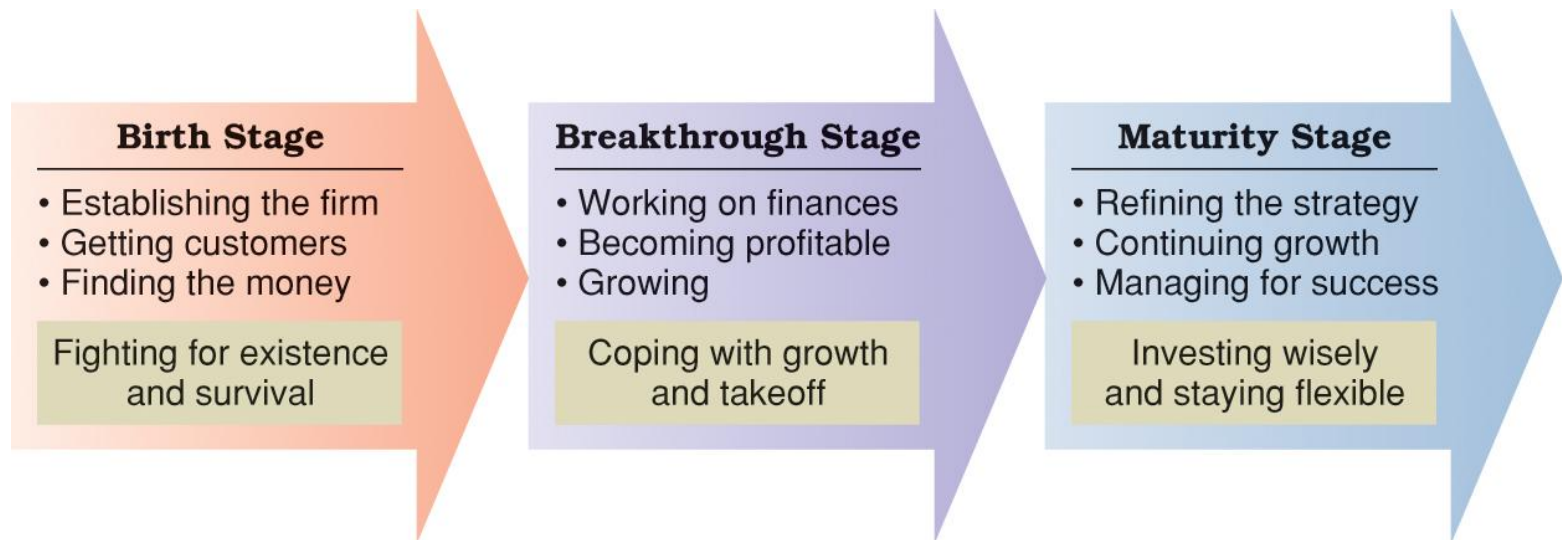 Birth Stage
• Establishing the firm
• Getting customers
• Finding the money
Fighting for existence
and survival
Breakthrough Stage
• Working on finances
• Becoming profitable
• Growing
Coping with growth
and takeoff
Maturity Stage
• Refining the strategy
• Continuing growth
• Managing for success
Investing wisely
and staying flexible